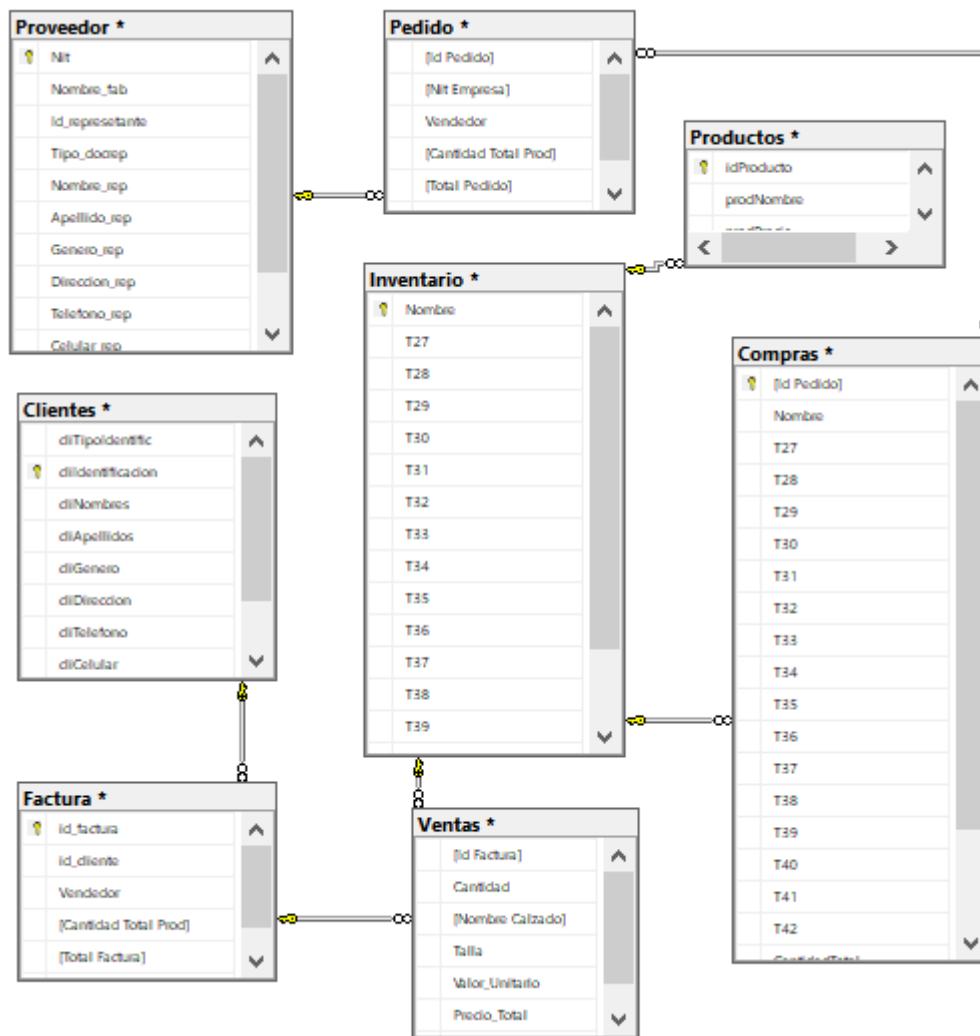 Proveedor *
Nit
Nombre_fab
Id_represetante
Tipo_docrep
Nombre_rep
Apellido_rep
Genero_rep
Direccion_rep
Telefono_rep
Celular_rep
Pedido *
[Id Pedido]
[Nit Empresa]
Vendedor
[Cantidad Total Prod]
[Total Pedido]
Productos *
idProducto
prodNombre
prodPrecio
Inventario *
Nombre
T27
T28
T29
T30
T31
T32
T33
T34
T35
T36
T37
T38
T39
Compras *
[Id Pedido]
Nombre
T27
T28
T29
T30
T31
T32
T33
T34
T35
T36
T37
T38
T39
T40
T41
T42
CantidadTotal
Clientes *
cliTipoIdentific
cliIdentificacion
cliNombres
cliApellidos
cliGenero
cliDireccion
cliTelefono
cliCelular
Factura *
id_factura
id_cliente
Vendedor
[Cantidad Total Prod]
[Total Factura]
Ventas *
[Id Factura]
Cantidad
[Nombre Calzado]
Talla
Valor_Unitario
Precio_Total